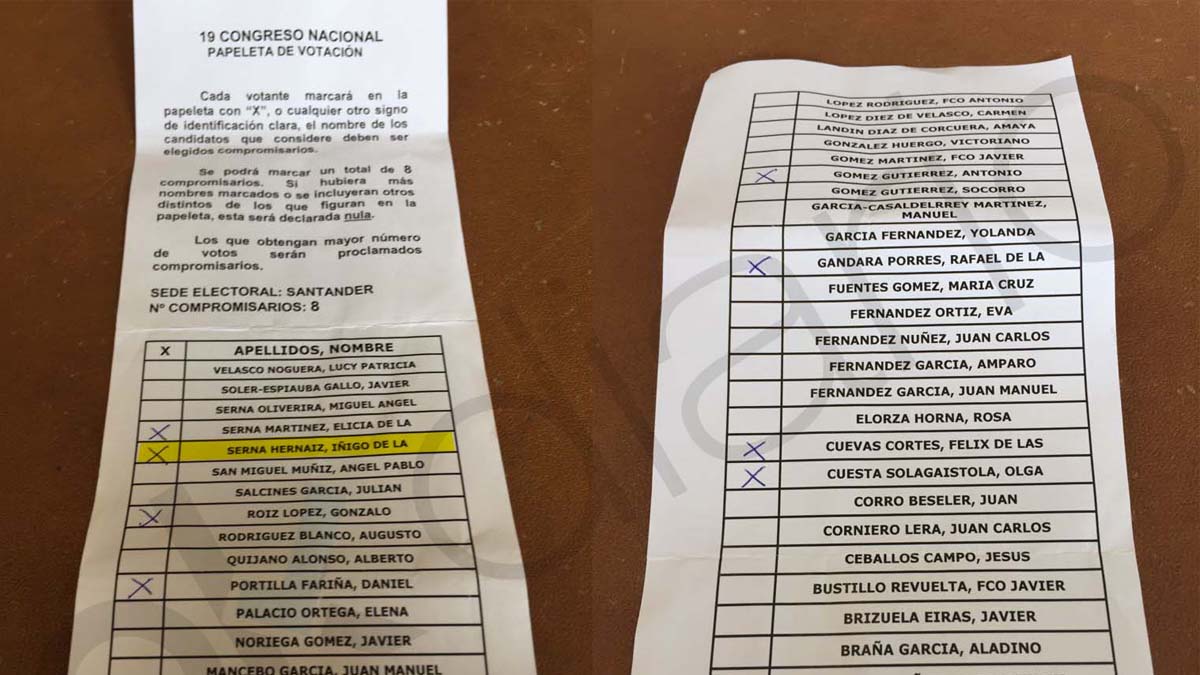 19 CONGRESO NACIONAL
PAPELETA DE VOTACIÓN
Cada votante marcará en la
papeleta con “X”, o cualquier otro signo
de identificación clara, el nombre de los
candidatos que considere deben ser
elegidos compromisarios.
Se podrá marcar un total de 8
compromisarios. Si hubiera más
nombres marcados o se incluyeran otros
distintos de los que figuran en la
papeleta, esta será declarada nula.
Los que obtengan mayor número
de votos serán proclamados
compromisarios.
SEDE ELECTORAL: SANTANDER
Nº COMPROMISARIOS: 8
X APELLIDOS, NOMBRE
VELASCO NOGUERA, LUCY PATRICIA
SOLER-ESPIAUBA GALLO, JAVIER
SERNA OLIVERIRA, MIGUEL ANGEL
X SERNA MARTINEZ, ELICIA DE LA
X SERNA HERNAIZ, IÑIGO DE LA
SAN MIGUEL MUÑIZ, ANGEL PABLO
SALCINES GARCIA, JULIAN
X ROIZ LOPEZ, GONZALO
RODRIGUEZ BLANCO, AUGUSTO
QUIJANO ALONSO, ALBERTO
X PORTILLA FARIÑA, DANIEL
PALACIO ORTEGA, ELENA
NORIEGA GOMEZ, JAVIER
MANCEBO GARCIA, JUAN MANUEL
LOPEZ RODRIGUEZ, FCO ANTONIO
LOPEZ DIEZ DE VELASCO, CARMEN
LANDIN DIAZ DE CORCUERA, AMAYA
GONZALEZ HUERGO, VICTORIANO
GOMEZ MARTINEZ, FCO JAVIER
X GOMEZ GUTIERREZ, ANTONIO
GOMEZ GUTIERREZ, SOCORRO
GARCIA-CASALDELRREY MARTINEZ,
MANUEL
GARCIA FERNANDEZ, YOLANDA
X GANDARA PORRES, RAFAEL DE LA
FUENTES GOMEZ, MARIA CRUZ
FERNANDEZ ORTIZ, EVA
FERNANDEZ NUÑEZ, JUAN CARLOS
FERNANDEZ GARCIA, AMPARO
FERNANDEZ GARCIA, JUAN MANUEL
ELORZA HORNA, ROSA
X CUEVAS CORTES, FELIX DE LAS
X CUESTA SOLAGAISTOLA, OLGA
CORRO BESELER, JUAN
CORNIERO LERA, JUAN CARLOS
CEBALLOS CAMPO, JESUS
BUSTILLO REVUELTA, FCO JAVIER
BRIZUELA EIRAS, JAVIER
BRAÑA GARCIA, ALADINO